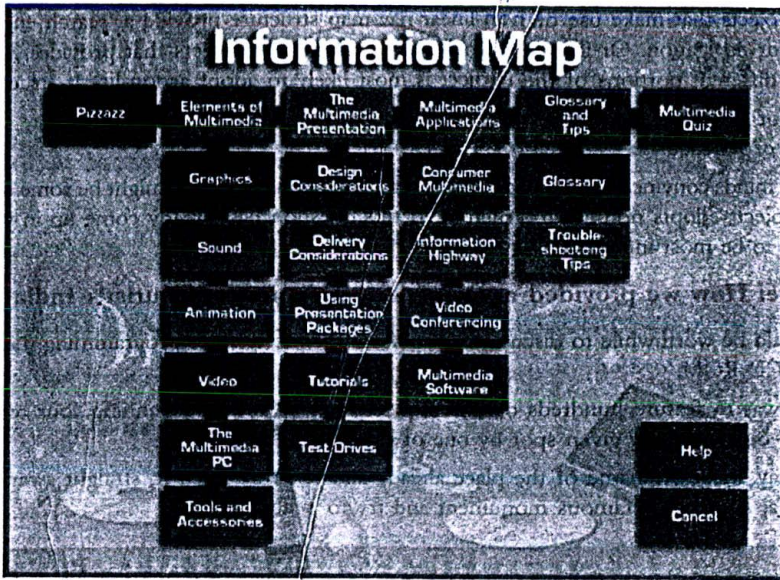 Information Map
Pizzazz
Elements of
Multimedia
The
Multimedia
Presentation
Multimedia
Applications
Glossary
and
Tips
Multimedia
Quiz
Graphics
Design
Considerations
Consumer
Multimedia
Glossary
Sound
Delivery
Considerations
Information
Highway
Trouble-
shooting
Tips
Animation
Using
Presentation
Packages
Video
Conferencing
Video
Tutorials
Multimedia
Software
The
Multimedia
PC
Test Drives
Help
Tools and
Accessories
Cancel